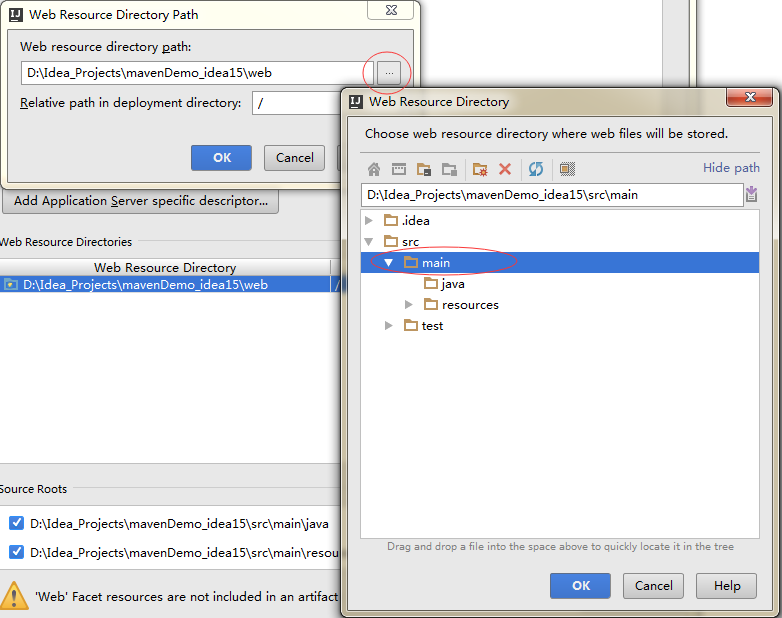 Web Resource Directory Path
Web resource directory path:
D:\Idea_Projects\mavenDemo_idea15\web
...
Relative path in deployment directory:
/
OK
Cancel
Add Application Server specific descriptor...
Web Resource Directories
Web Resource Directory
D:\Idea_Projects\mavenDemo_idea15\web
/
Source Roots
D:\Idea_Projects\mavenDemo_idea15\src\main\java
D:\Idea_Projects\mavenDemo_idea15\src\main\resou
'Web' Facet resources are not included in an artifact
Web Resource Directory
Choose web resource directory where web files will be stored.
Hide path
D:\Idea_Projects\mavenDemo_idea15\src\main
.idea
src
main
java
resources
test
Drag and drop a file into the space above to quickly locate it in the tree
OK
Cancel
Help